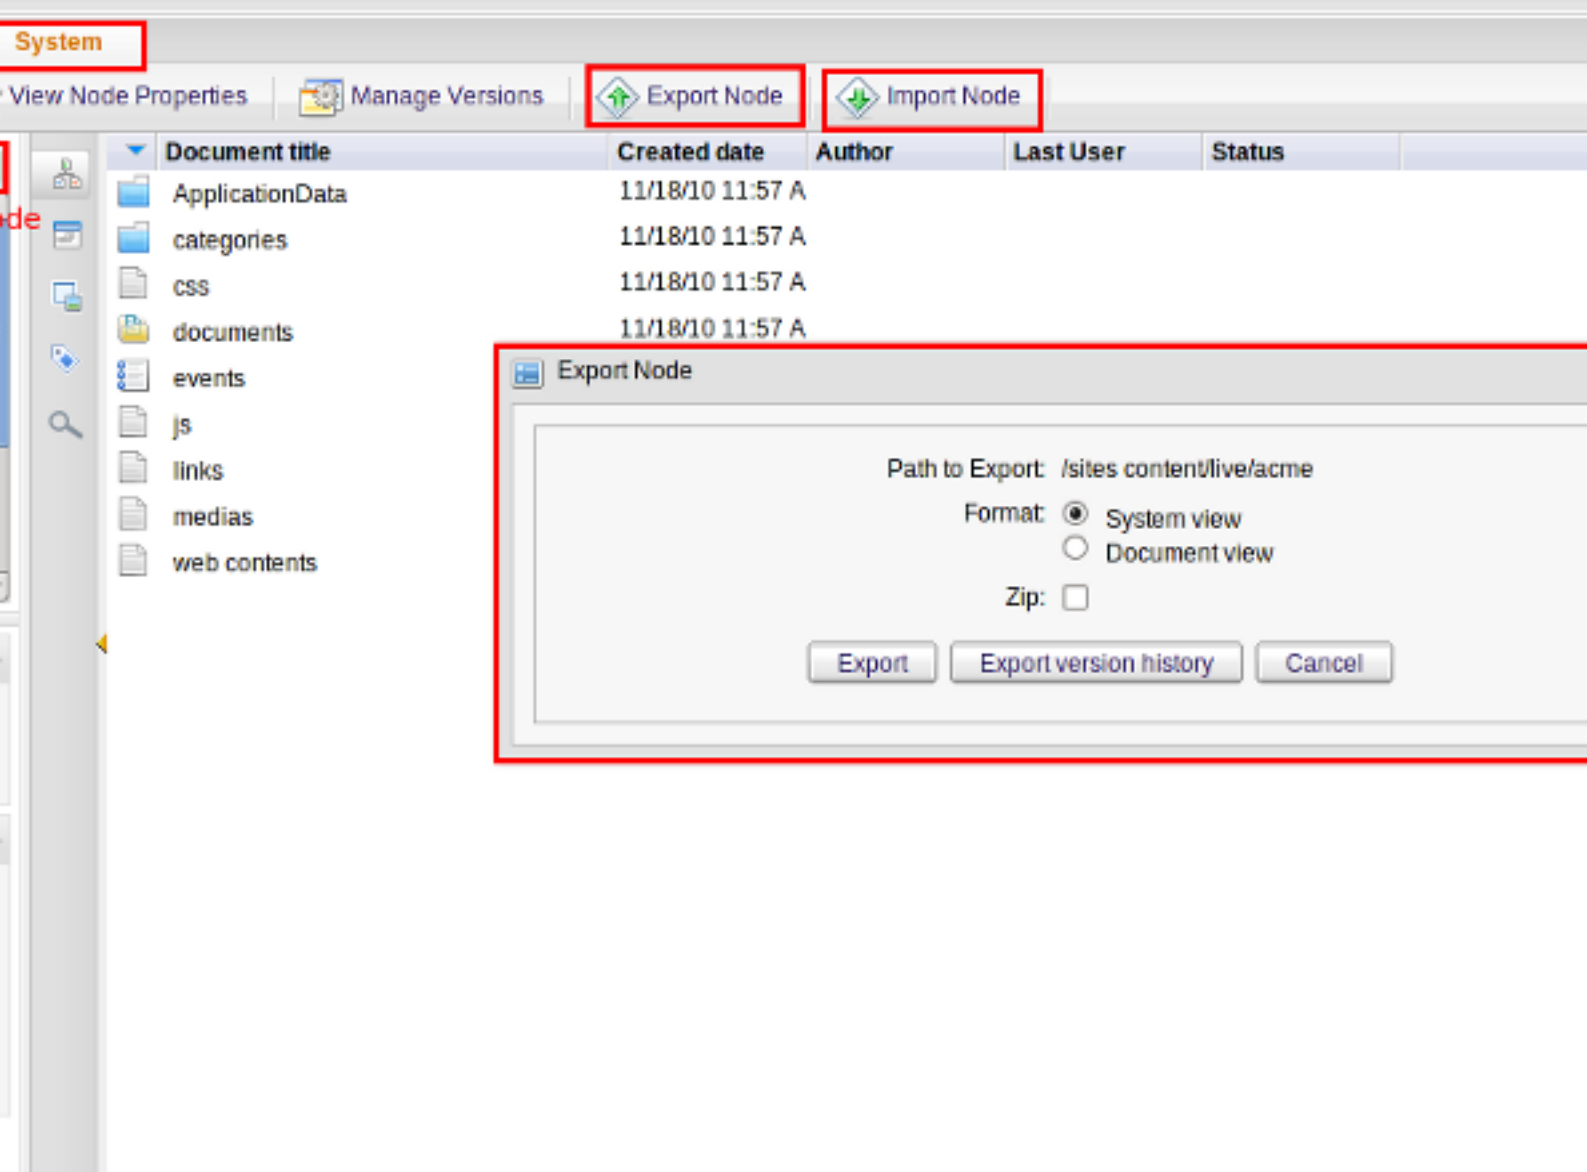 System
View Node Properties Manage Versions Export Node Import Node
Document title Created date Author Last User Status
ApplicationData 11/18/10 11:57 A
categories 11/18/10 11:57 A
css 11/18/10 11:57 A
documents 11/18/10 11:57 A
events
js
links
medias
web contents
Export Node
Path to Export: /sites content/live/acme
Format: System view
Document view
Zip:
Export Export version history Cancel